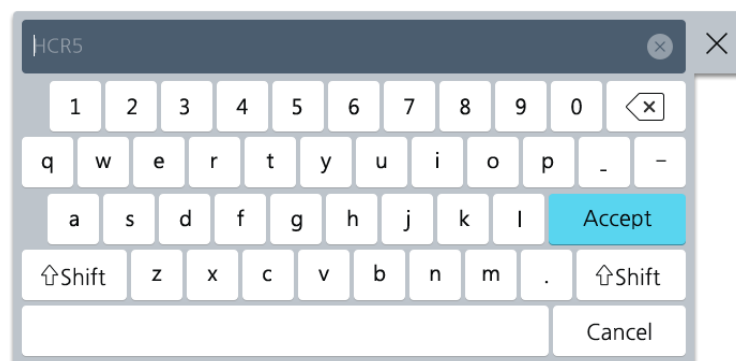 HCR5
1 2 3 4 5 6 7 8 9 0
q w e r t y u i o p - –
a s d f g h j k l Accept
Shift z x c v b n m . Shift
Cancel